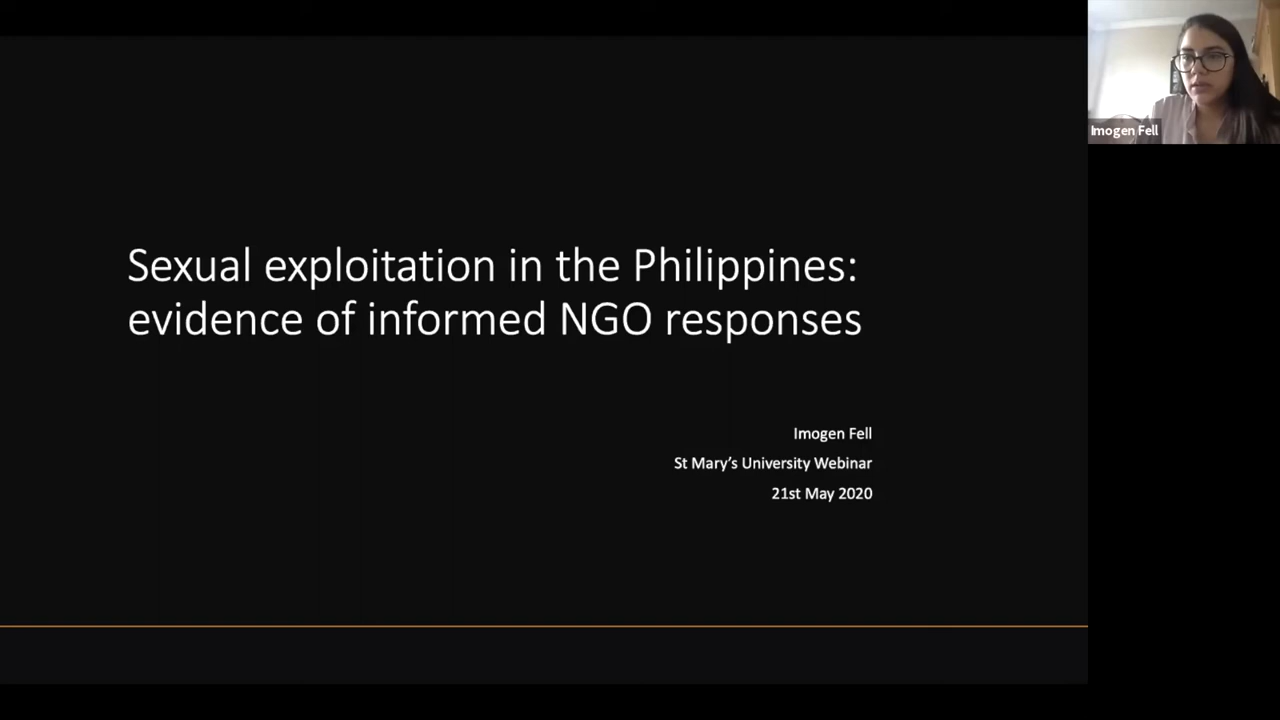 Sexual exploitation in the Philippines:
evidence of informed NGO responses
Imogen Fell
St Mary's University Webinar
21st May 2020
Imogen Fell